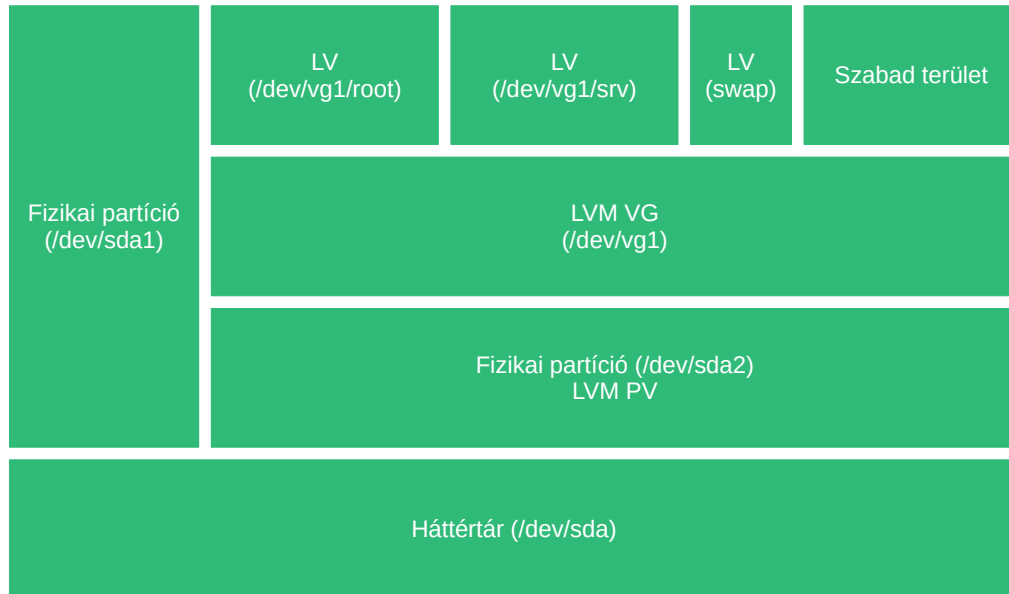 LV
(/dev/vg1/root)
LV
(/dev/vg1/srv)
LV
(swap)
Szabad terület
Fizikai partíció
(/dev/sda1)
LVM VG
(/dev/vg1)
Fizikai partíció (/dev/sda2)
LVM PV
Háttértár (/dev/sda)